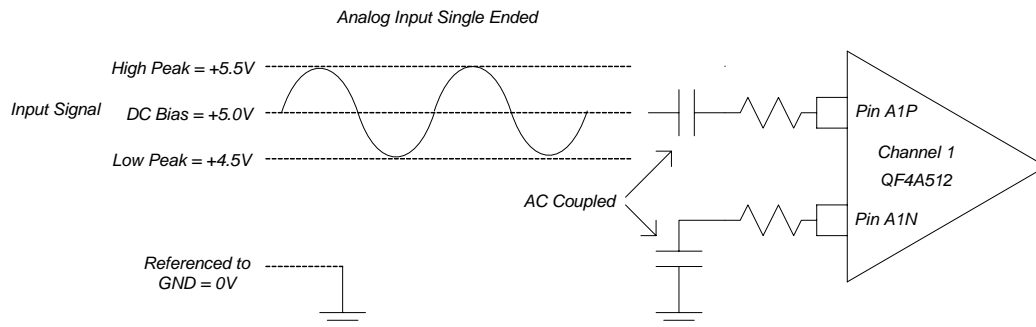 Analog Input Single Ended
High Peak = +5.5V
Input Signal
DC Bias = +5.0V
Low Peak = +4.5V
Pin A1P
Channel 1
QF4A512
AC Coupled
Pin A1N
Referenced to
GND = 0V